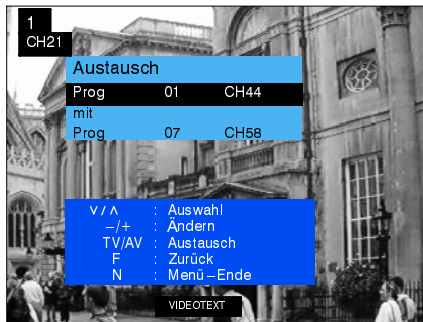 1
CH21
Austausch
Prog 01 CH44
mit
Prog 07 CH58
∨/∧ : Auswahl
–/+ : Ändern
TV/AV : Austausch
F : Zurück
N : Menü–Ende
VIDEOTEXT